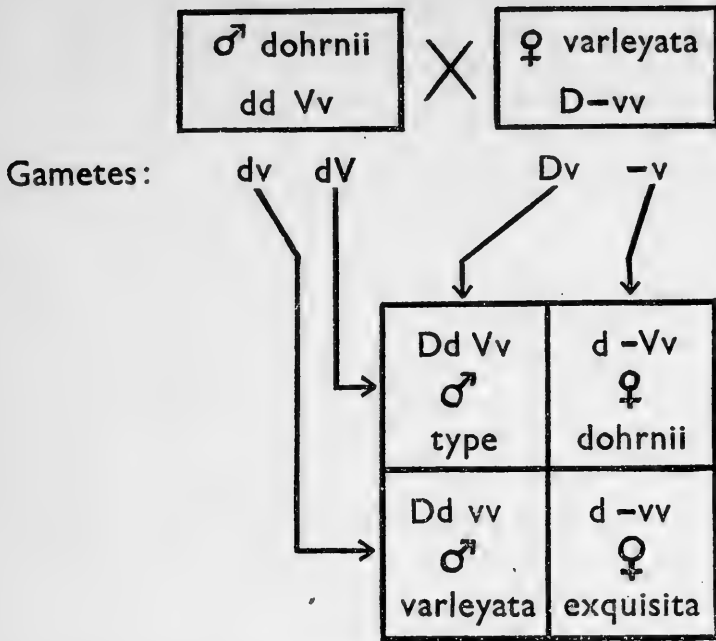 ♂ dohrnii ♀ varleyata
dd Vv D-vv
Gametes: dv dV Dv -v
Dd Vv d -Vv
♂ ♀
type dohrnii
Dd vv d -vv
♂ ♀
varleyata exquisita